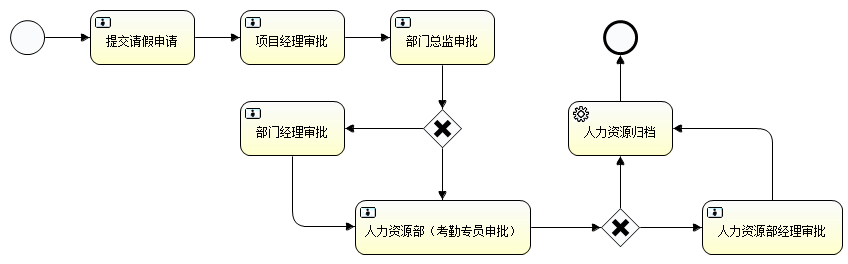 提交请假申请
项目经理审批
部门总监审批
部门经理审批
人力资源归档
人力资源部（考勤专员审批）
人力资源部经理审批